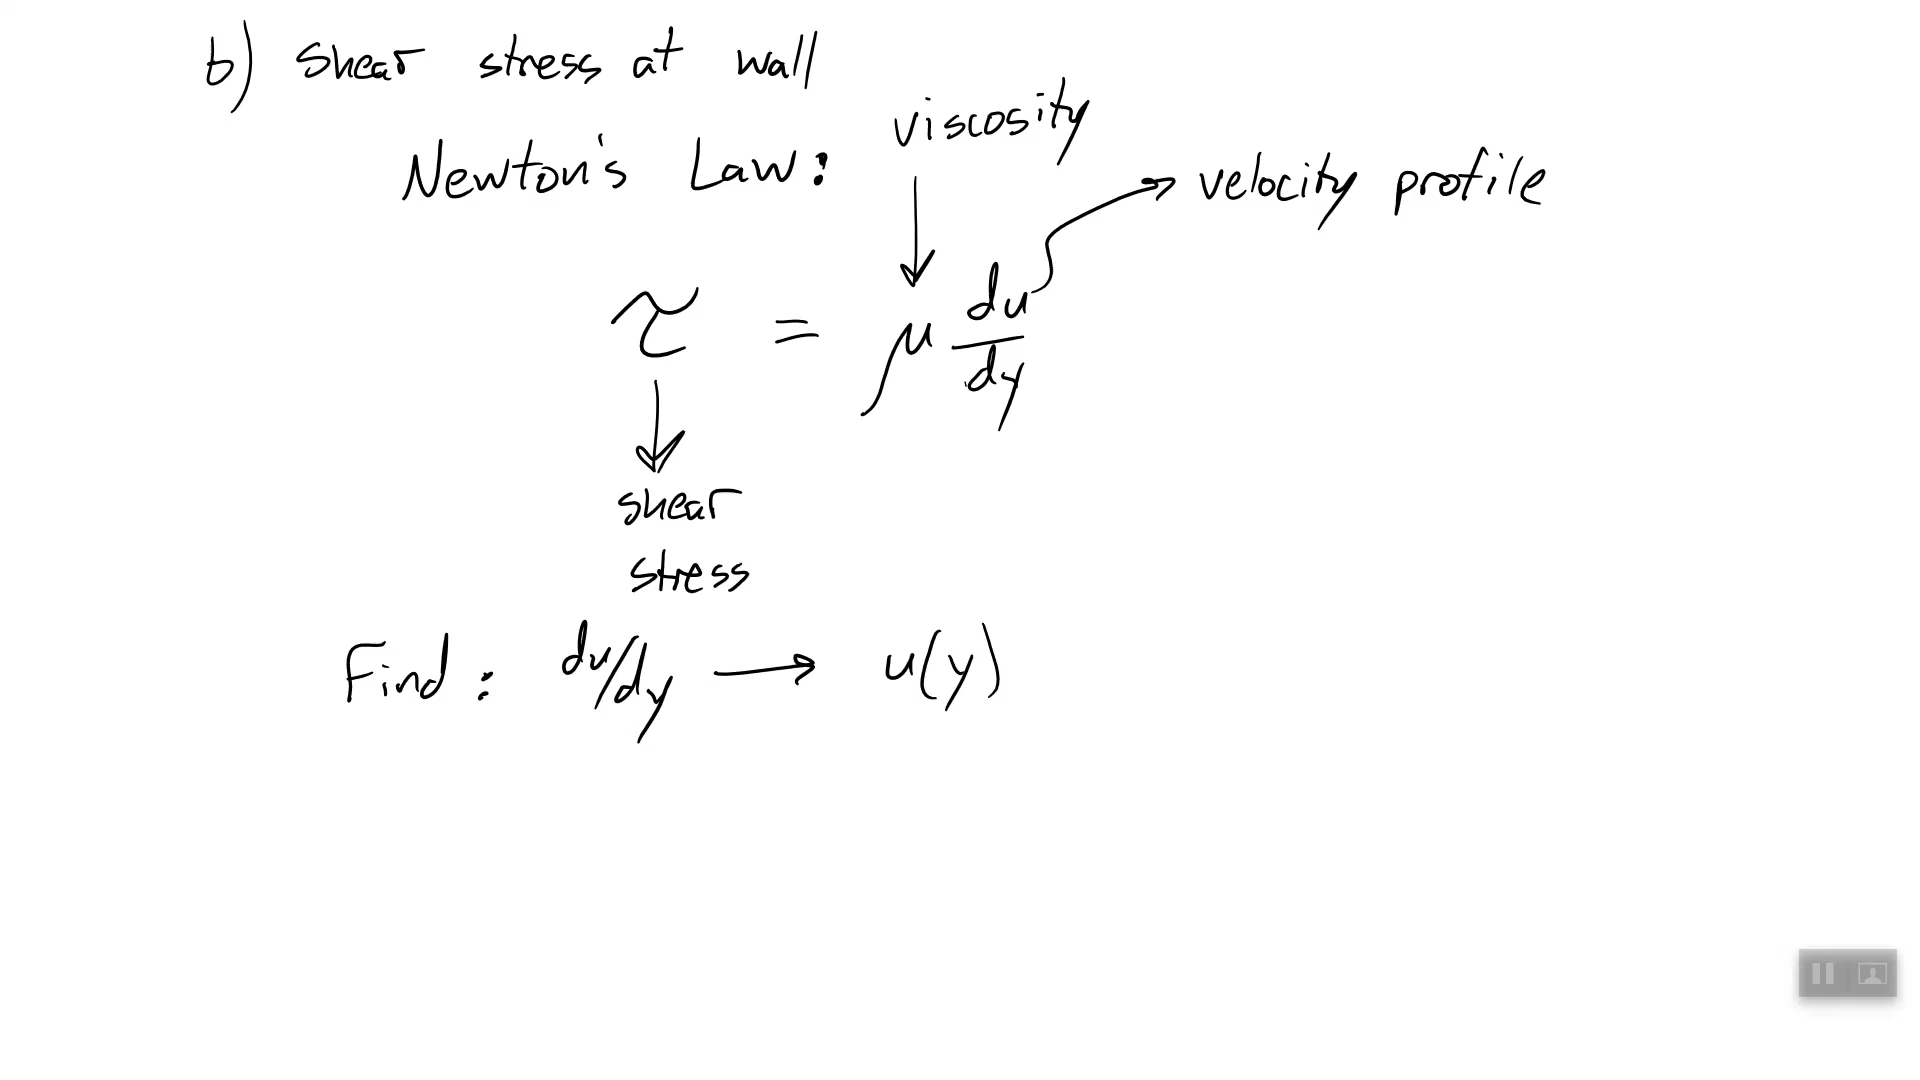 b) shear stress at wall
viscosity
Newton's Law:
velocity profile
τ = μ du/dy
shear
stress
Find: du/dy → u(y)